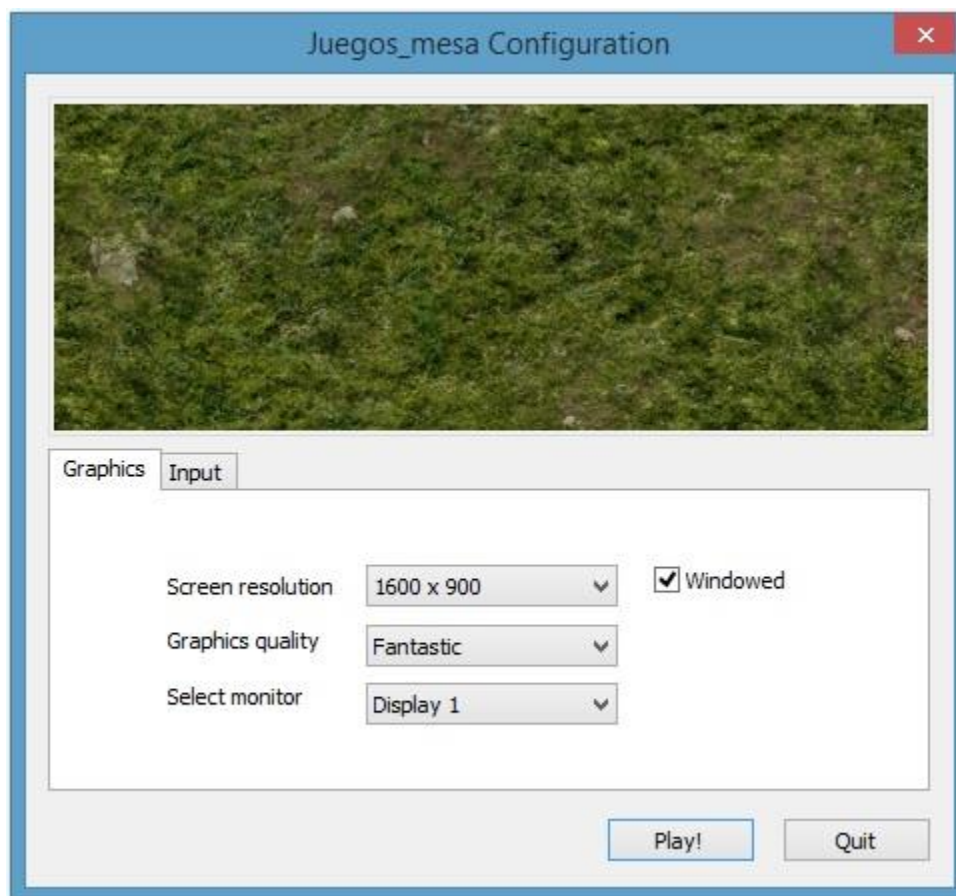 Juegos_mesa Configuration
Graphics
Input
Screen resolution
1600 x 900
Windowed
Graphics quality
Fantastic
Select monitor
Display 1
Play!
Quit